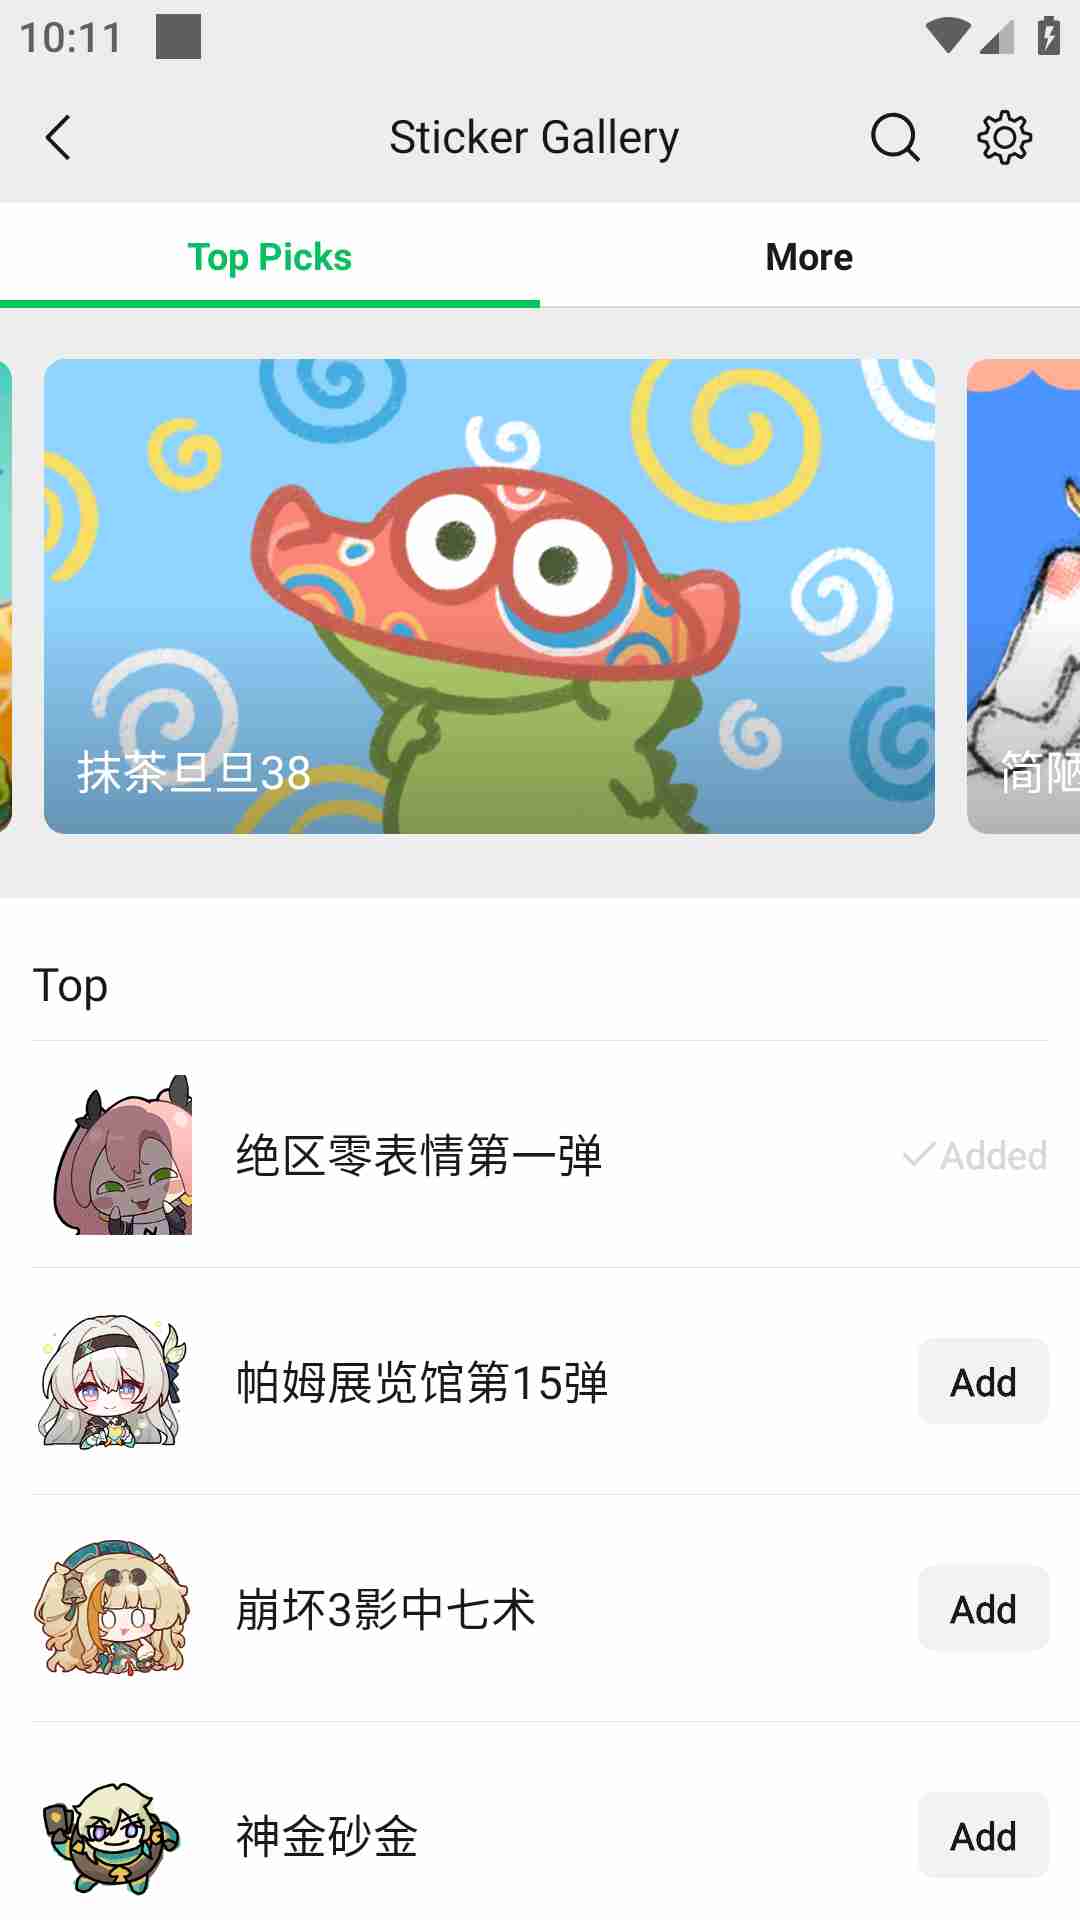 10:11
Sticker Gallery
Top Picks
More
抹茶旦旦38
简陋
Top
绝区零表情第一弹
Added
帕姆展览馆第15弹
Add
崩坏3影中七术
Add
神金砂金
Add